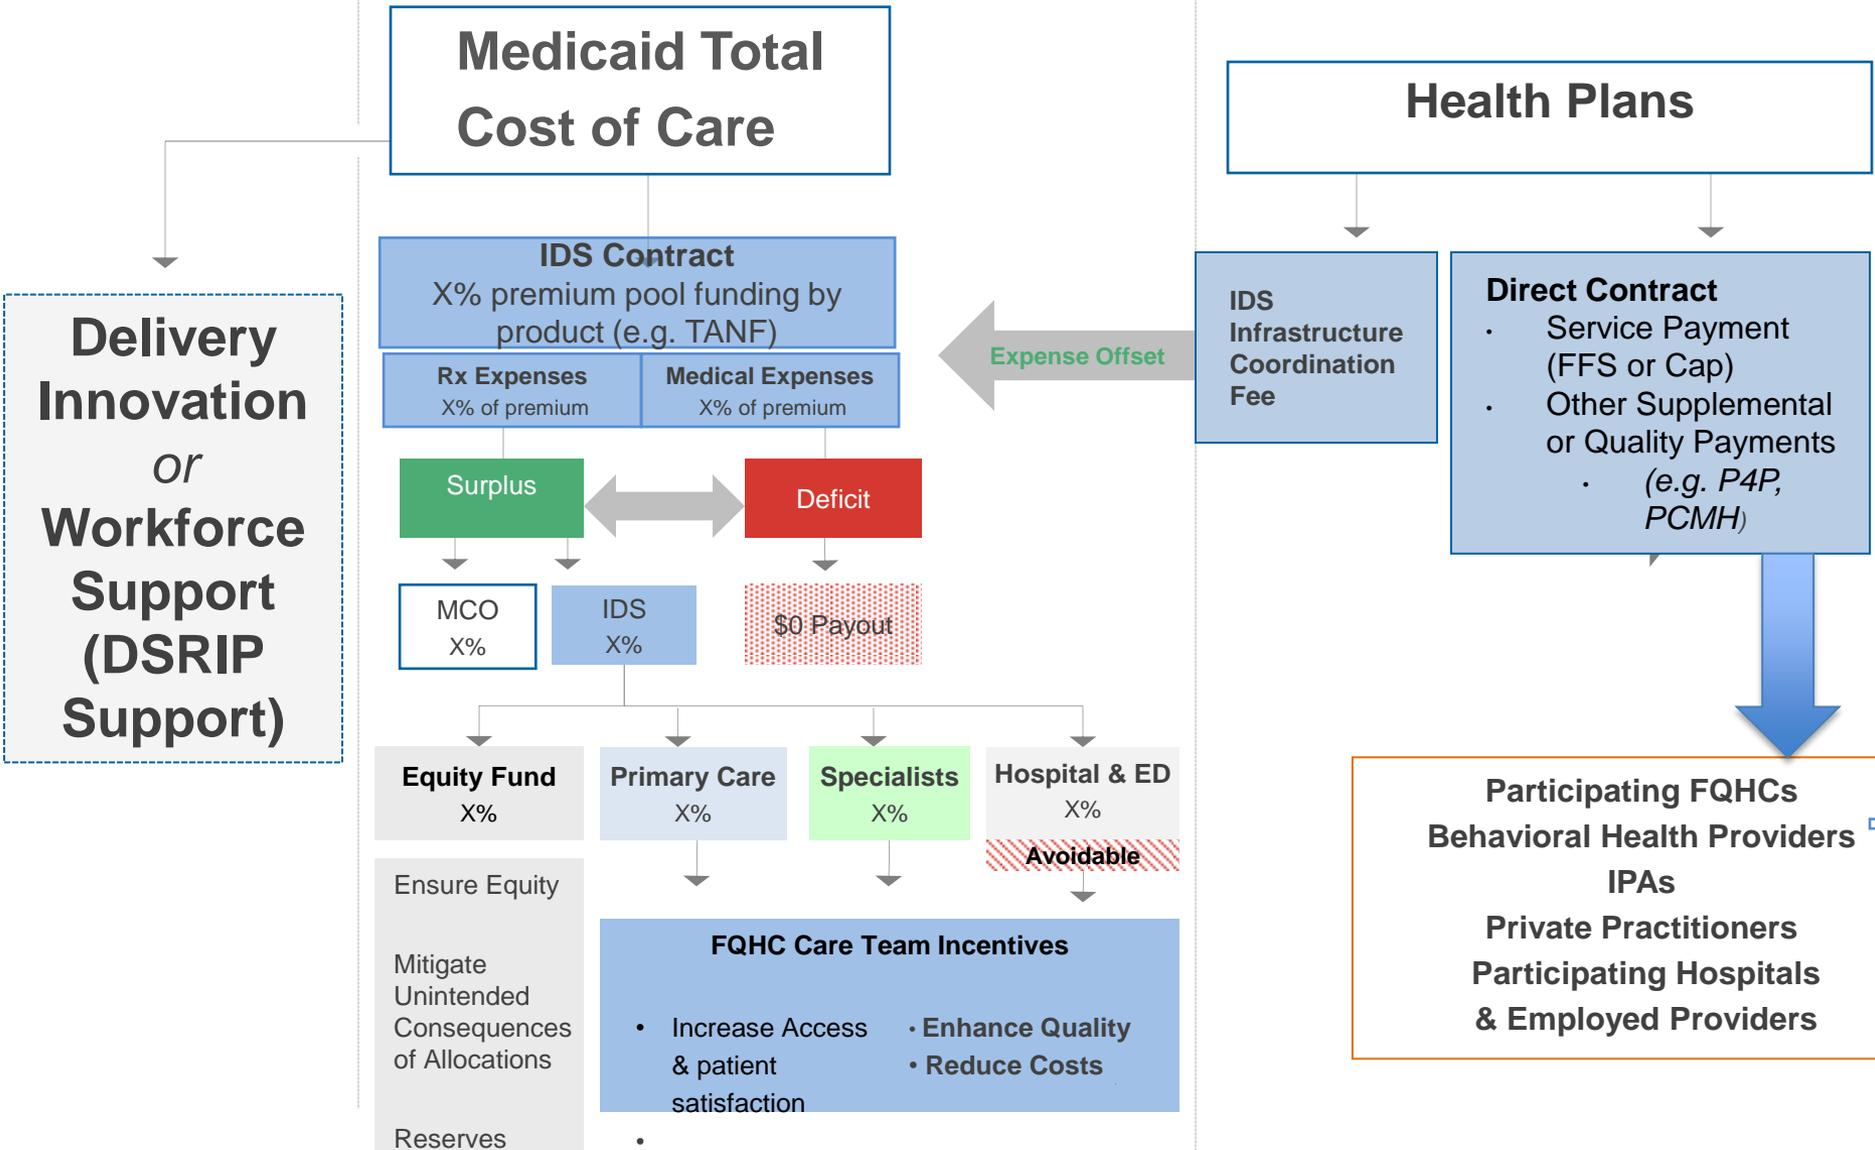 Medicaid Total
Cost of Care
Health Plans
Delivery
Innovation
or
Workforce
Support
(DSRIP
Support)
IDS Contract
X% premium pool funding by
product (e.g. TANF)
Rx Expenses
X% of premium
Medical Expenses
X% of premium
Expense Offset
IDS
Infrastructure
Coordination
Fee
Direct Contract
• Service Payment
(FFS or Cap)
• Other Supplemental
or Quality Payments
• (e.g. P4P,
PCMH)
Surplus
Deficit
MCO
X%
IDS
X%
$0 Payout
Equity Fund
X%
Primary Care
X%
Specialists
X%
Hospital & ED
X%
Avoidable
Ensure Equity
Mitigate
Unintended
Consequences
of Allocations
Reserves
FQHC Care Team Incentives
• Increase Access
& patient
satisfaction
•
• Enhance Quality
• Reduce Costs
Participating FQHCs
Behavioral Health Providers
IPAs
Private Practitioners
Participating Hospitals
& Employed Providers